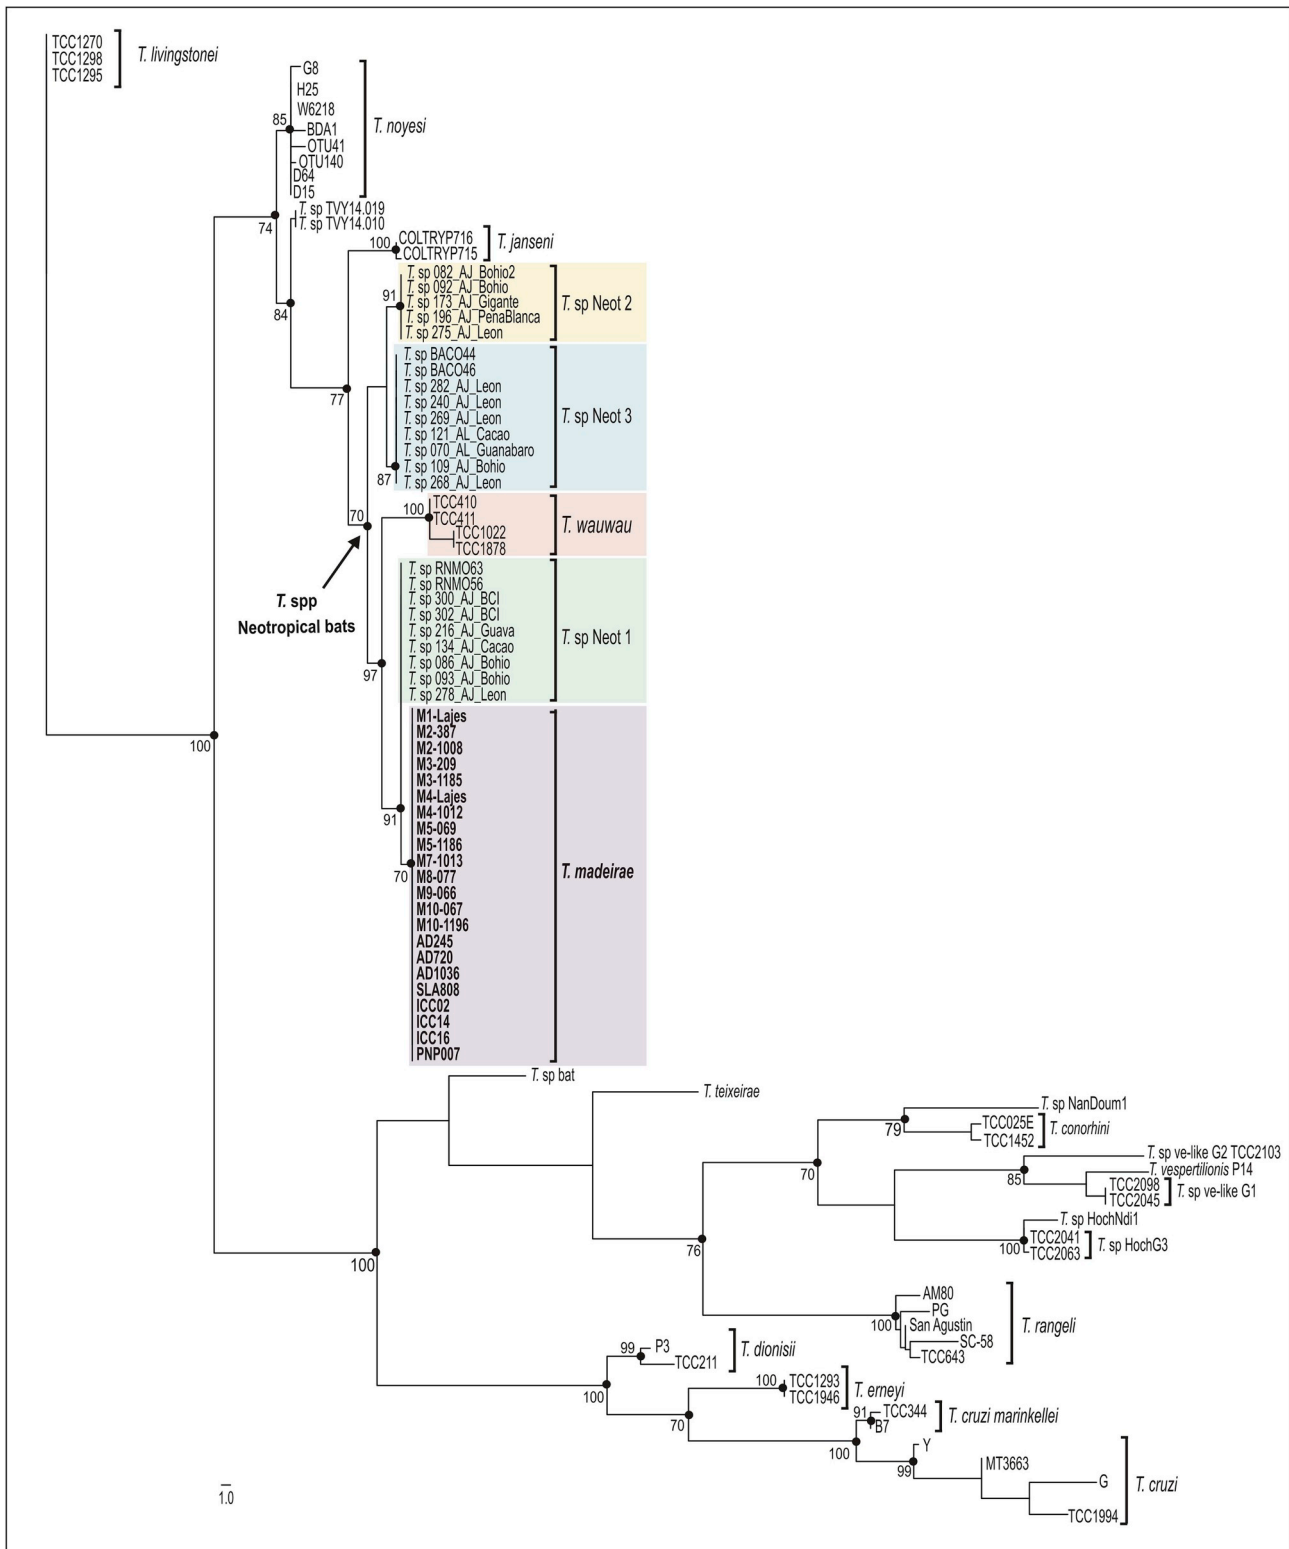 TCC1270
TCC1298
TCC1295
T. livingstonei
G8
H25
W6218
85
BDA1
OTU41
OTU140
D64
D15
T. noyesi
T. sp TVY14.019
T. sp TVY14.010
74
84
100
COLTRYP716
COLTRYP715
T. janseni
T. sp 082_AJ_Bohio2
T. sp 092_AJ_Bohio
T. sp 173_AJ_Gigante
T. sp 196_AJ_PenaBlanca
T. sp 275_AJ_Leon
91
T. sp Neot 2
T. sp BACO44
T. sp BACO46
T. sp 282_AJ_Leon
T. sp 240_AJ_Leon
T. sp 269_AJ_Leon
T. sp 121_AL_Cacao
T. sp 070_AL_Guanabaro
T. sp 109_AJ_Bohio
T. sp 268_AJ_Leon
77
87
T. sp Neot 3
100
TCC410
TCC411
TCC1022
TCC1878
T. wauwau
70
T. spp
Neotropical bats
T. sp RNMO63
T. sp RNMO56
T. sp 300_AJ_BCI
T. sp 302_AJ_BCI
T. sp 216_AJ_Guava
T. sp 134_AJ_Cacao
T. sp 086_AJ_Bohio
T. sp 093_AJ_Bohio
T. sp 278_AJ_Leon
T. sp Neot 1
97
M1-Lajes
M2-387
M2-1008
M3-209
M3-1185
M4-Lajes
M4-1012
M5-069
M5-1186
M7-1013
M8-077
M9-066
M10-067
M10-1196
AD245
AD720
AD1036
SLA808
ICC02
ICC14
ICC16
PNP007
T. madeirae
100
91
70
T. sp bat
T. teixeirae
T. sp NanDoum1
79
TCC025E
TCC1452
T. conorhini
70
T. sp ve-like G2 TCC2103
85
T. vespertilionis P14
TCC2098
TCC2045
T. sp ve-like G1
T. sp HochNdi1
100
TCC2041
TCC2063
T. sp HochG3
76
100
AM80
PG
San Agustin
SC-58
TCC643
100
T. rangeli
99
P3
TCC211
T. dionisii
100
100
TCC1293
TCC1946
T. erneyi
70
91
TCC344
B7
T. cruzi marinkellei
100
Y
99
MT3663
G
TCC1994
T. cruzi
1.0